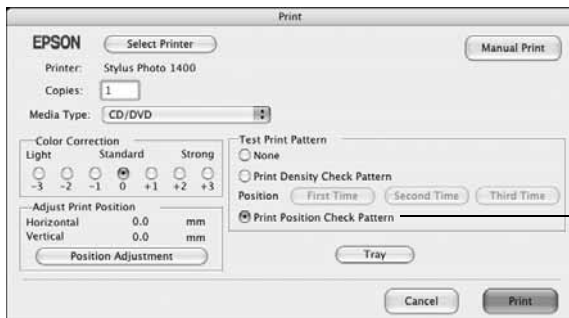 Print
EPSON
Select Printer
Manual Print
Printer: Stylus Photo 1400
Copies: 1
Media Type: CD/DVD
Color Correction
Light Standard Strong
-3 -2 -1 0 +1 +2 +3
Adjust Print Position
Horizontal 0.0 mm
Vertical 0.0 mm
Position Adjustment
Test Print Pattern
None
Print Density Check Pattern
Position First Time Second Time Third Time
Print Position Check Pattern
Tray
Cancel Print